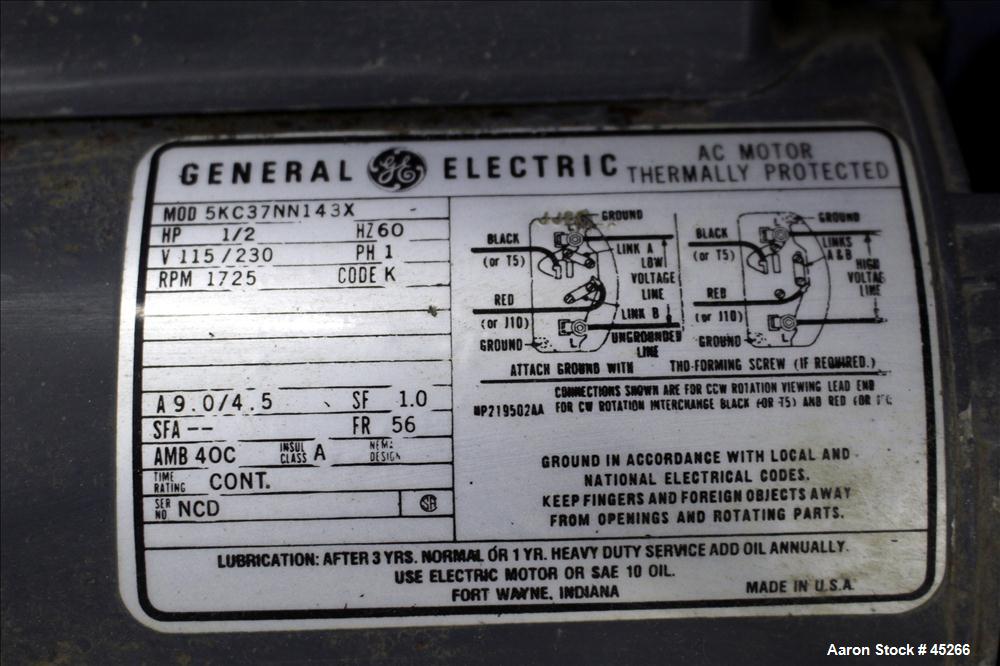 GENERAL GE ELECTRIC
AC MOTOR
THERMALLY PROTECTED
MOD 5KC37NN143X
HP 1/2 HZ 60
V 115/230 PH 1
RPM 1725 CODE K
A 9.0/4.5 SF 1.0
SFA -- FR 56
AMB 40C INSUL CLASS A NEMA DESIGN
TIME RATING CONT.
SER NO NCD
GROUND
BLACK
(or T5)
LINK A
LOW
VOLTAGE
LINE
L
RED
(or J10)
LINK B
GROUND
L
UNGROUNDED
LINE
GROUND
BLACK
(or T5)
LINKS
A&B
HIGH
VOLTAGE
LINE
L
RED
(or J10)
GROUND
L
ATTACH GROUND WITH THD-FORMING SCREW (IF REQUIRED.)
CONNECTIONS SHOWN ARE FOR CCW ROTATION VIEWING LEAD END
NP219502AA FOR CW ROTATION INTERCHANGE BLACK (OR T5) AND RED (OR
GROUND IN ACCORDANCE WITH LOCAL AND
NATIONAL ELECTRICAL CODES.
KEEP FINGERS AND FOREIGN OBJECTS AWAY
FROM OPENINGS AND ROTATING PARTS.
LUBRICATION: AFTER 3 YRS. NORMAL OR 1 YR. HEAVY DUTY SERVICE ADD OIL ANNUALLY.
USE ELECTRIC MOTOR OR SAE 10 OIL.
FORT WAYNE, INDIANA MADE IN U.S.A.
Aaron Stock # 45266